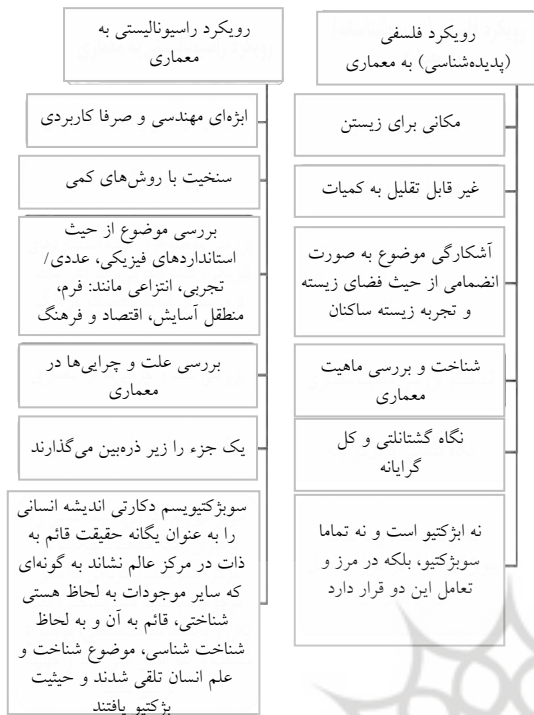 رویکرد فلسفی
(پدیده‌شناسی) به معماری
مکانی برای زیستن
غیر قابل تقلیل به کمیات
آشکارگی موضوع به صورت
انضمامی از حیث فضای زیسته
و تجربه زیسته ساکنان
شناخت و بررسی ماهیت
معماری
نگاه گشتالتی و کل
گرایانه
نه ابژکتیو است و نه تماما
سوبژکتیو، بلکه در مرز و
تعامل این دو قرار دارد
رویکرد راسیونالیستی به
معماری
ابژه‌ای مهندسی و صرفا کاربردی
سنخیت با روش‌های کمی
بررسی موضوع از حیث
استانداردهای فیزیکی، عددی/
تجربی، انتزاعی مانند: فرم،
منطقل آسایش، اقتصاد و فرهنگ
بررسی علت و چرایی‌ها در
معماری
یک جزء را زیر ذره‌بین می‌گذارند
سوبژکتیویسم دکارتی اندیشه انسانی
را به عنوان یگانه حقیقت قائم به
ذات در مرکز عالم نشاند به گونه‌ای
که سایر موجودات به لحاظ هستی
شناختی، قائم به آن و به لحاظ
شناخت شناسی، موضوع شناخت و
علم انسان تلقی شدند و حیثیت
بژکتیو یافتند